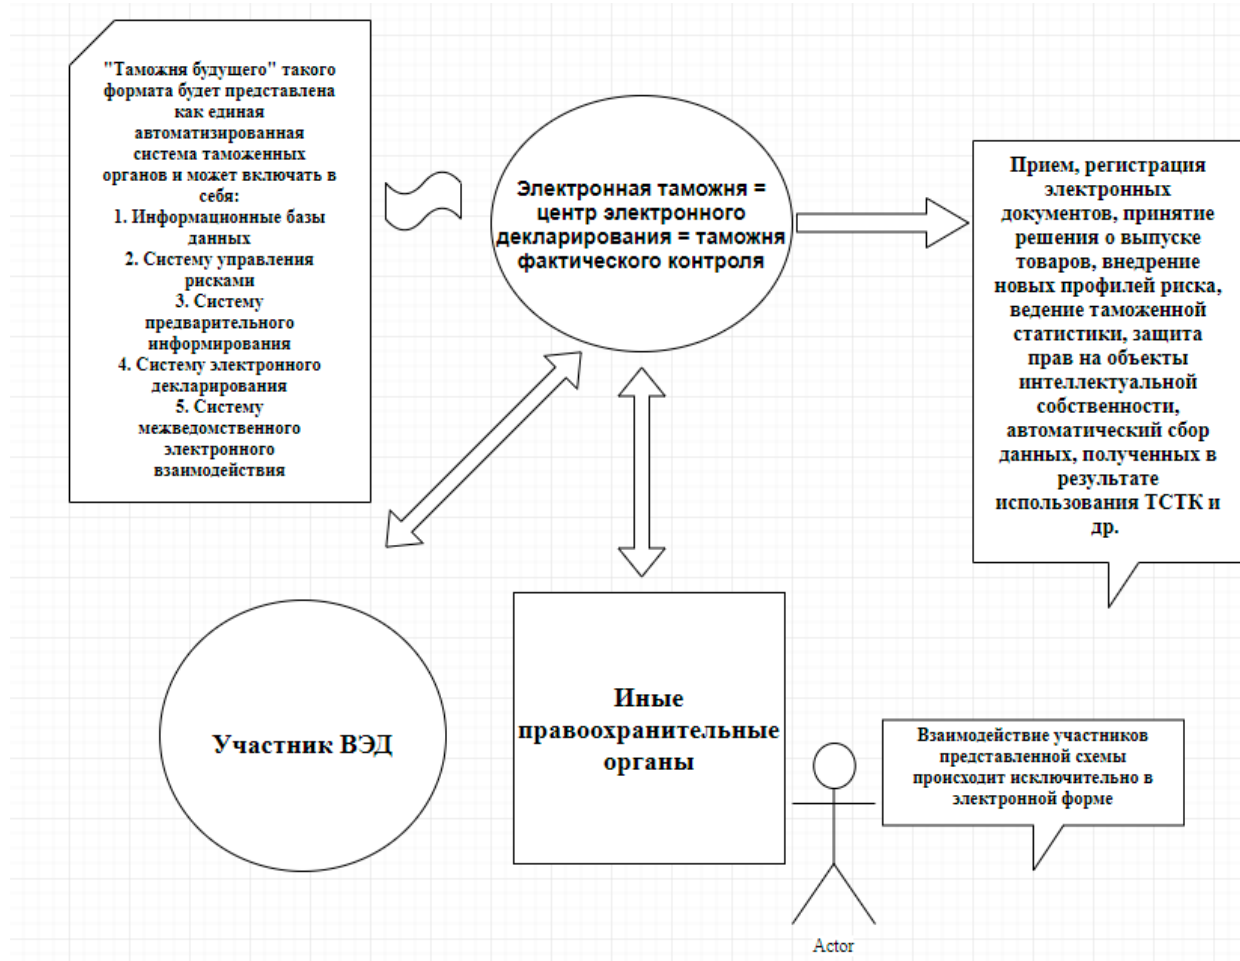 "Таможня будущего" такого
формата будет представлена
как единая
автоматизированная
система таможенных
органов и может включать в
себя:
1. Информационные базы
данных
2. Систему управления
рисками
3. Систему
предварительного
информирования
4. Систему электронного
декларирования
5. Систему
межведомственного
электронного
взаимодействия
Электронная таможня =
центр электронного
декларирования = таможня
фактического контроля
Прием, регистрация
электронных
документов, принятие
решения о выпуске
товаров, внедрение
новых профилей риска,
ведение таможенной
статистики, защита
прав на объекты
интеллектуальной
собственности,
автоматический сбор
данных, полученных в
результате
использования ТСТК и
др.
Участник ВЭД
Иные
правоохранительные
органы
Взаимодействие участников
представленной схемы
происходит исключительно в
электронной форме
Actor